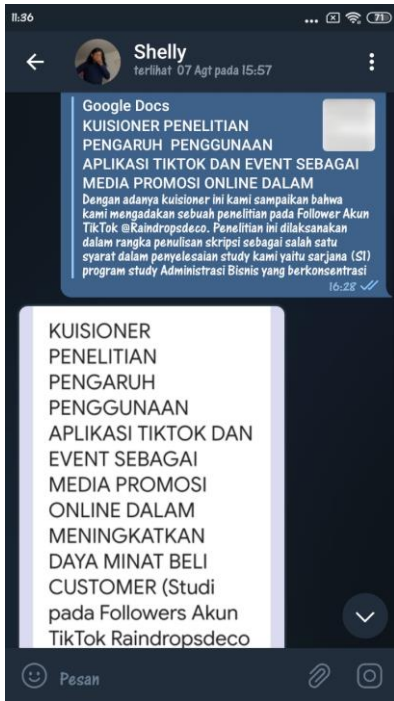 11:36
71
Shelly
terlihat 07 Agt pada 15:57
Google Docs
KUISIONER PENELITIAN
PENGARUH PENGGUNAAN
APLIKASI TIKTOK DAN EVENT SEBAGAI
MEDIA PROMOSI ONLINE DALAM
Dengan adanya kuisioner ini kami sampaikan bahwa
kami mengadakan sebuah penelitian pada Follower Akun
TikTok @Raindropsdeco. Penelitian ini dilaksanakan
dalam rangka penulisan skripsi sebagai salah satu
syarat dalam penyelesaian study kami yaitu sarjana (S1)
program study Administrasi Bisnis yang berkonsentrasi
16:28
KUISIONER
PENELITIAN
PENGARUH
PENGGUNAAN
APLIKASI TIKTOK DAN
EVENT SEBAGAI
MEDIA PROMOSI
ONLINE DALAM
MENINGKATKAN
DAYA MINAT BELI
CUSTOMER (Studi
pada Followers Akun
TikTok Raindropsdeco
Pesan